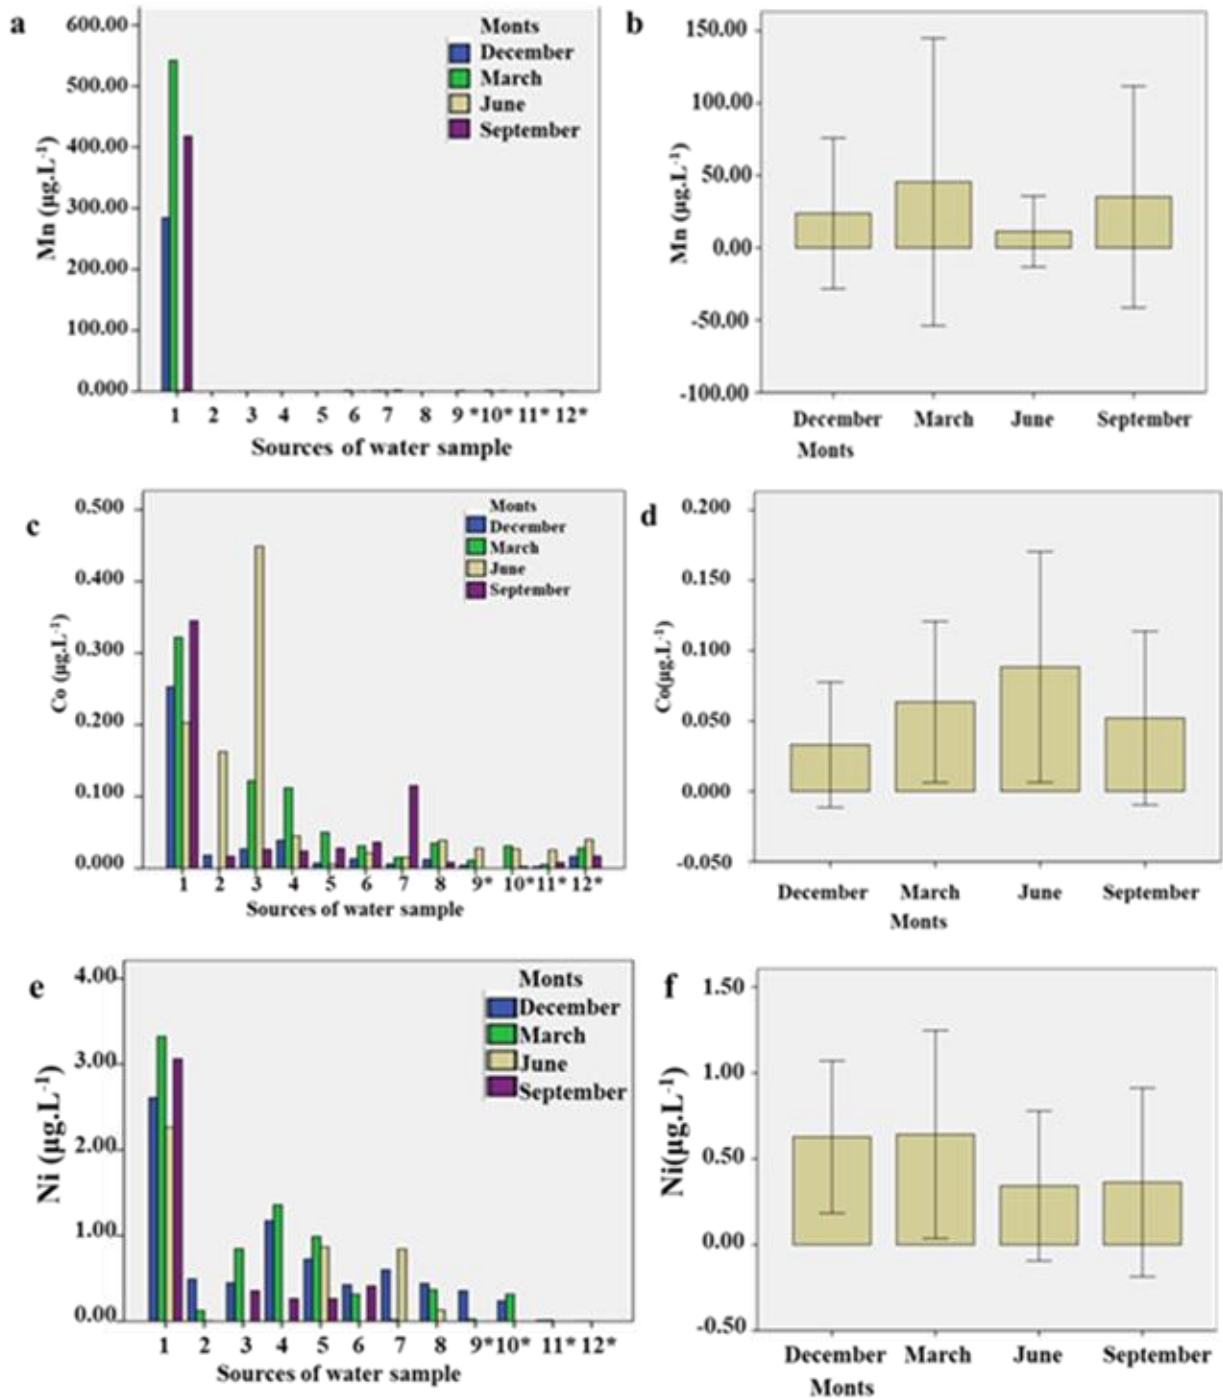 a
Mn (µg.L-1)
600.00
500.00
400.00
300.00
200.00
100.00
0.000
Monts
December
March
June
September
1 2 3 4 5 6 7 8 9* 10* 11* 12*
Sources of water sample
b
Mn (µg.L-1)
150.00
100.00
50.00
0.00
-50.00
-100.00
December March June September
Monts
c
Co (µg.L-1)
0.500
0.400
0.300
0.200
0.100
0.000
Monts
December
March
June
September
1 2 3 4 5 6 7 8 9* 10* 11* 12*
Sources of water sample
d
Co(µg.L-1)
0.200
0.150
0.100
0.050
0.000
-0.050
December March June September
Monts
e
Ni (µg.L-1)
4.00
3.00
2.00
1.00
0.00
Monts
December
March
June
September
1 2 3 4 5 6 7 8 9* 10* 11* 12*
Sources of water sample
f
Ni(µg.L-1)
1.50
1.00
0.50
0.00
-0.50
December March June September
Monts